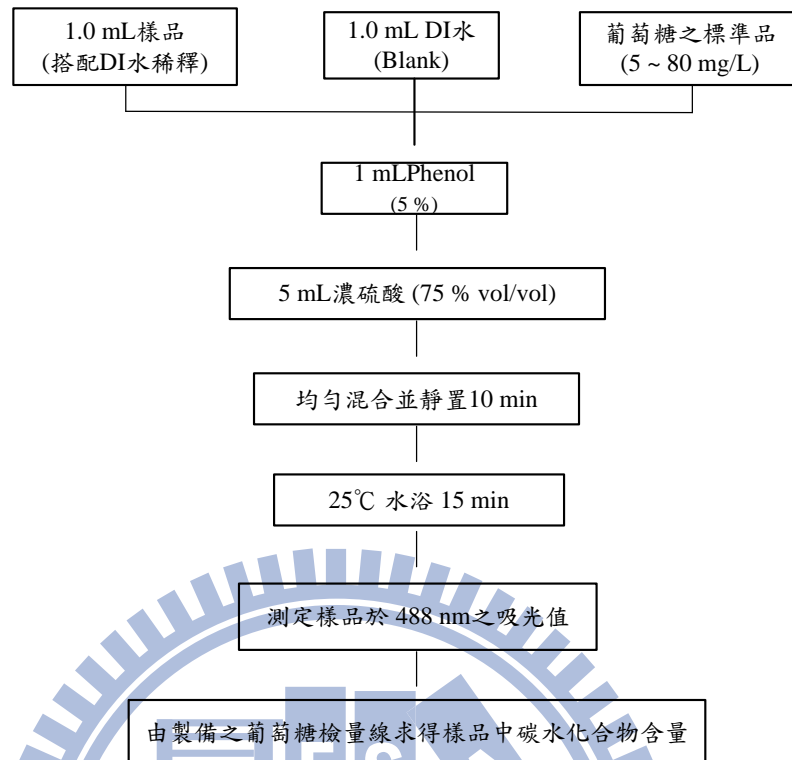 1.0 mL樣品
(搭配DI水稀釋)
1.0 mL DI水
(Blank)
葡萄糖之標準品
(5 ~ 80 mg/L)
1 mLPhenol
(5 %)
5 mL濃硫酸 (75 % vol/vol)
均勻混合並靜置10 min
25℃ 水浴 15 min
測定樣品於 488 nm之吸光值
由製備之葡萄糖檢量線求得樣品中碳水化合物含量